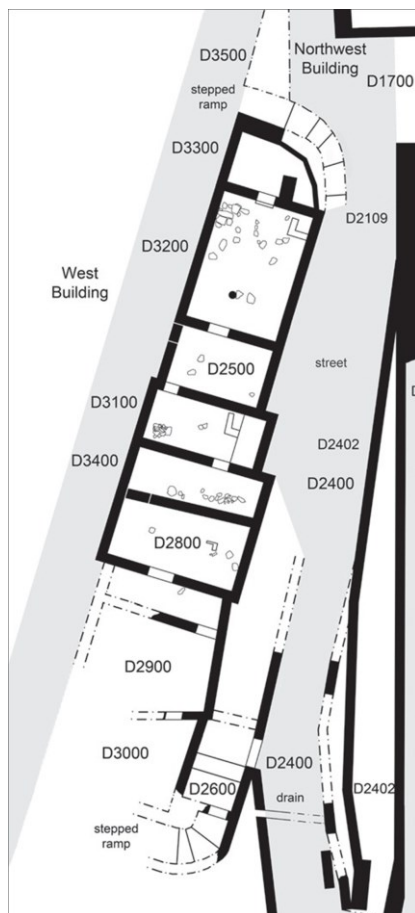 D3500
Northwest
Building
D1700
stepped
ramp
D3300
D2109
D3200
West
Building
D2500
street
D3100
D2402
D3400
D2400
D2800
D2900
D3000
D2400
D2600
D2402
drain
stepped
ramp